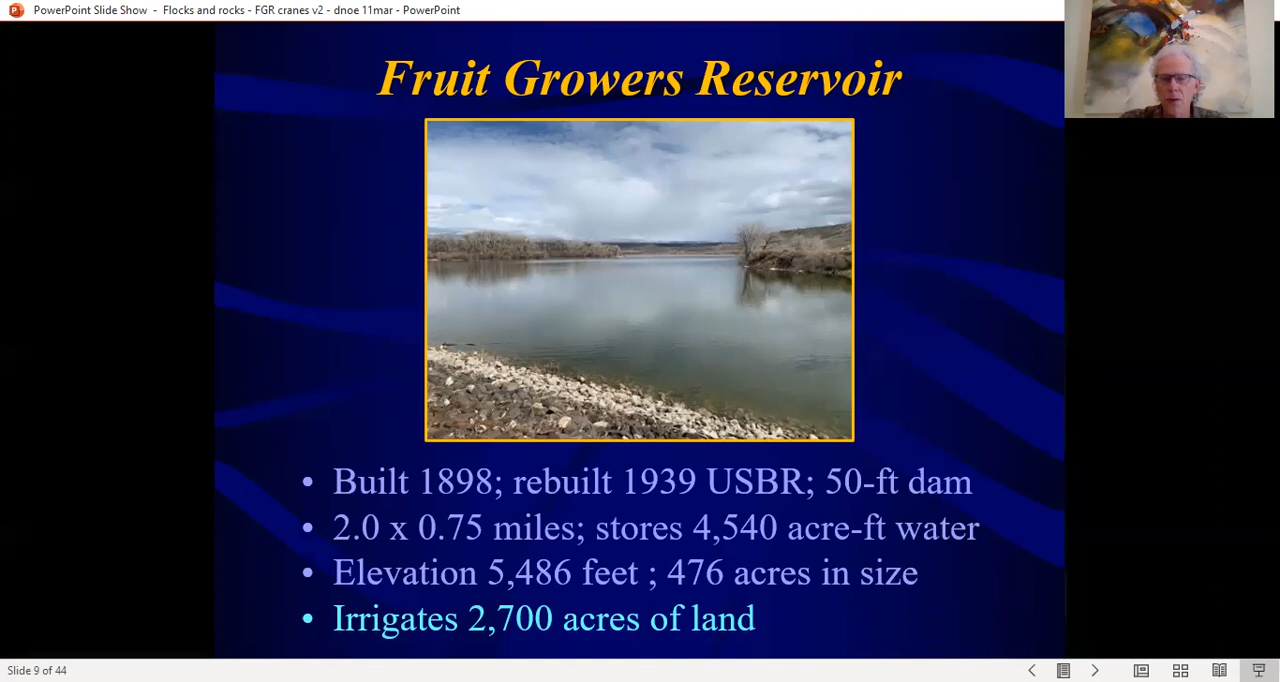 PowerPoint Slide Show - Flocks and rocks - FGR cranes v2 - dnoe 11mar - PowerPoint
Fruit Growers Reservoir
• Built 1898; rebuilt 1939 USBR; 50-ft dam
• 2.0 x 0.75 miles; stores 4,540 acre-ft water
• Elevation 5,486 feet ; 476 acres in size
• Irrigates 2,700 acres of land
Slide 9 of 44